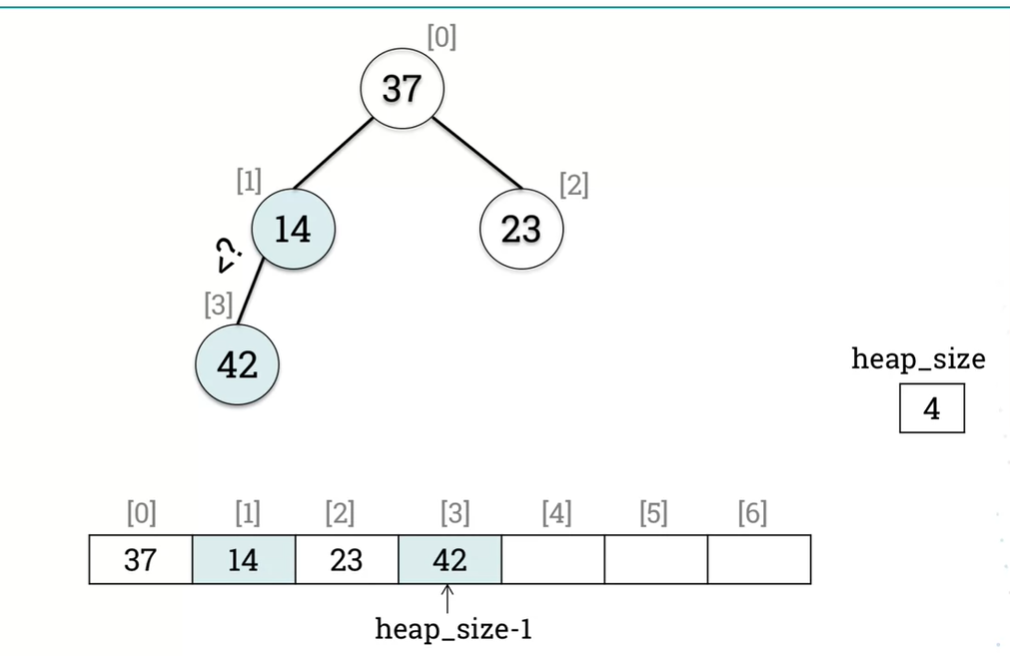 [0]
37
[1]
[2]
14
23
<?
[3]
42
heap_size
4
[0] [1] [2] [3] [4] [5] [6]
37 14 23 42
heap_size-1